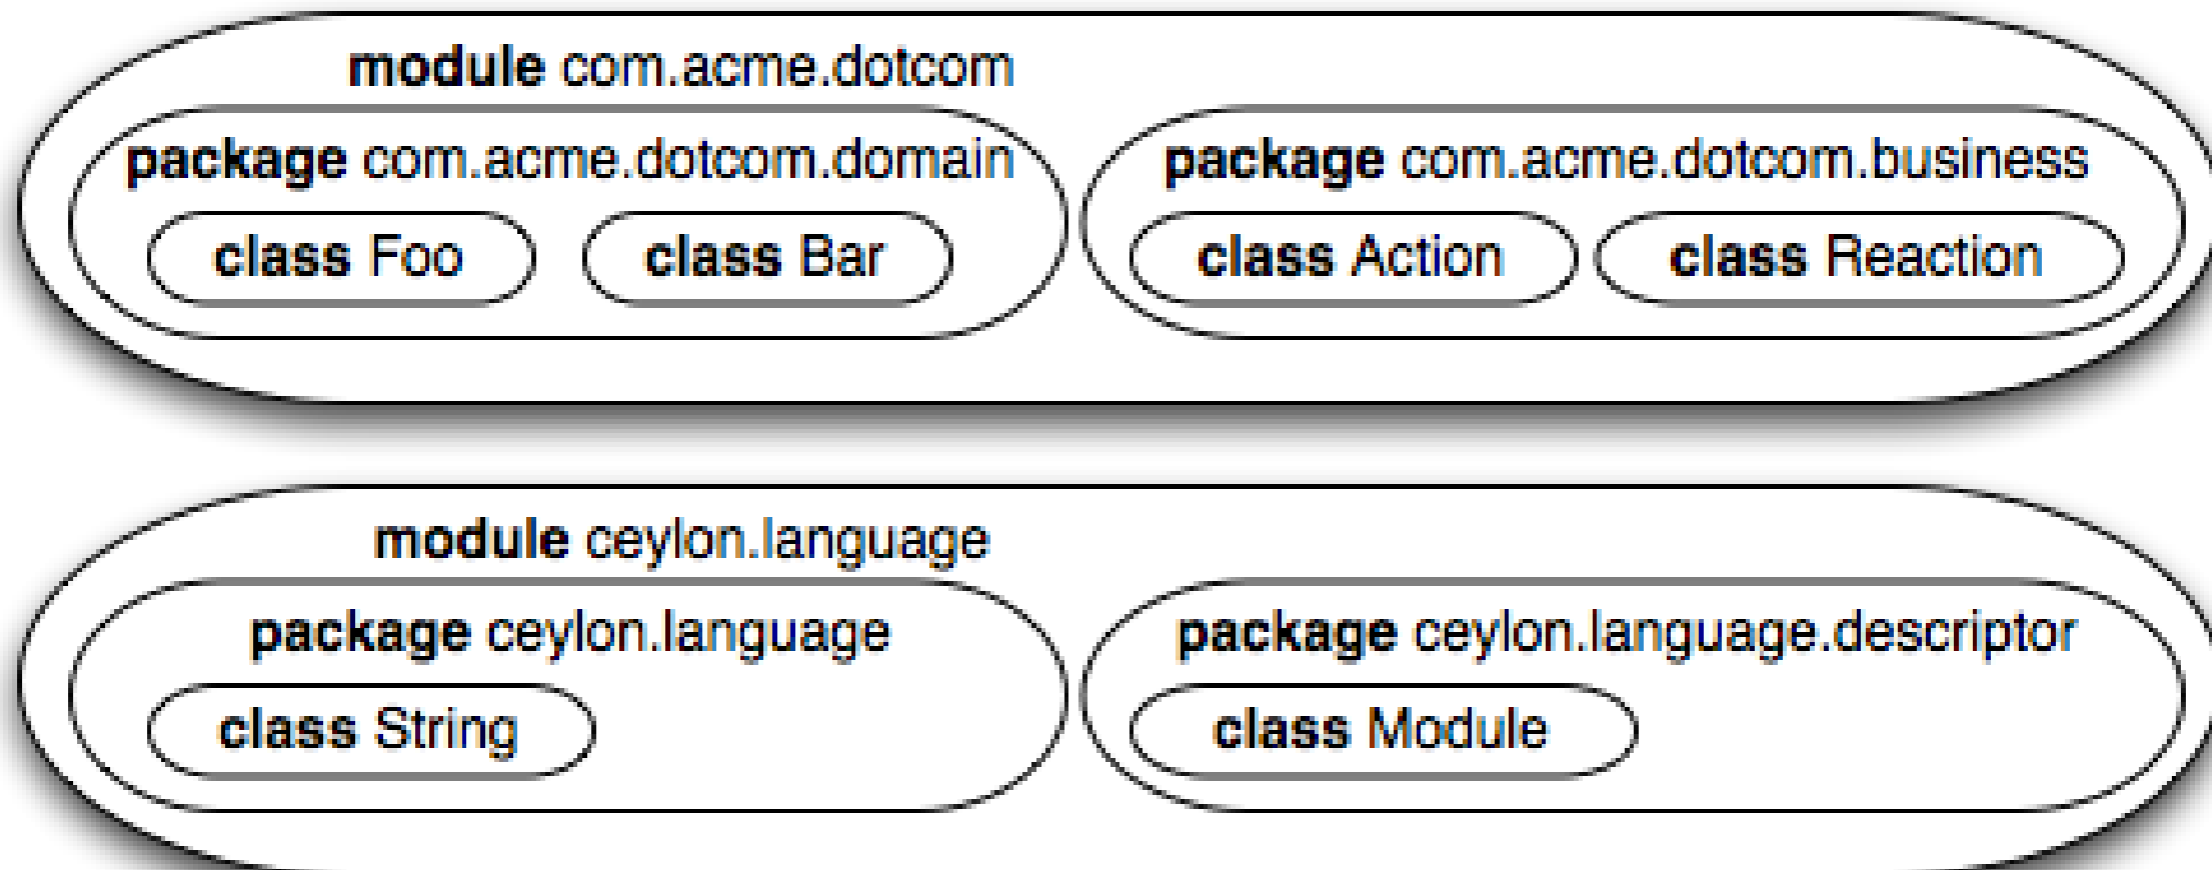 module com.acme.dotcom
package com.acme.dotcom.domain
package com.acme.dotcom.business
class Foo
class Bar
class Action
class Reaction
module ceylon.language
package ceylon.language
package ceylon.language.descriptor
class String
class Module